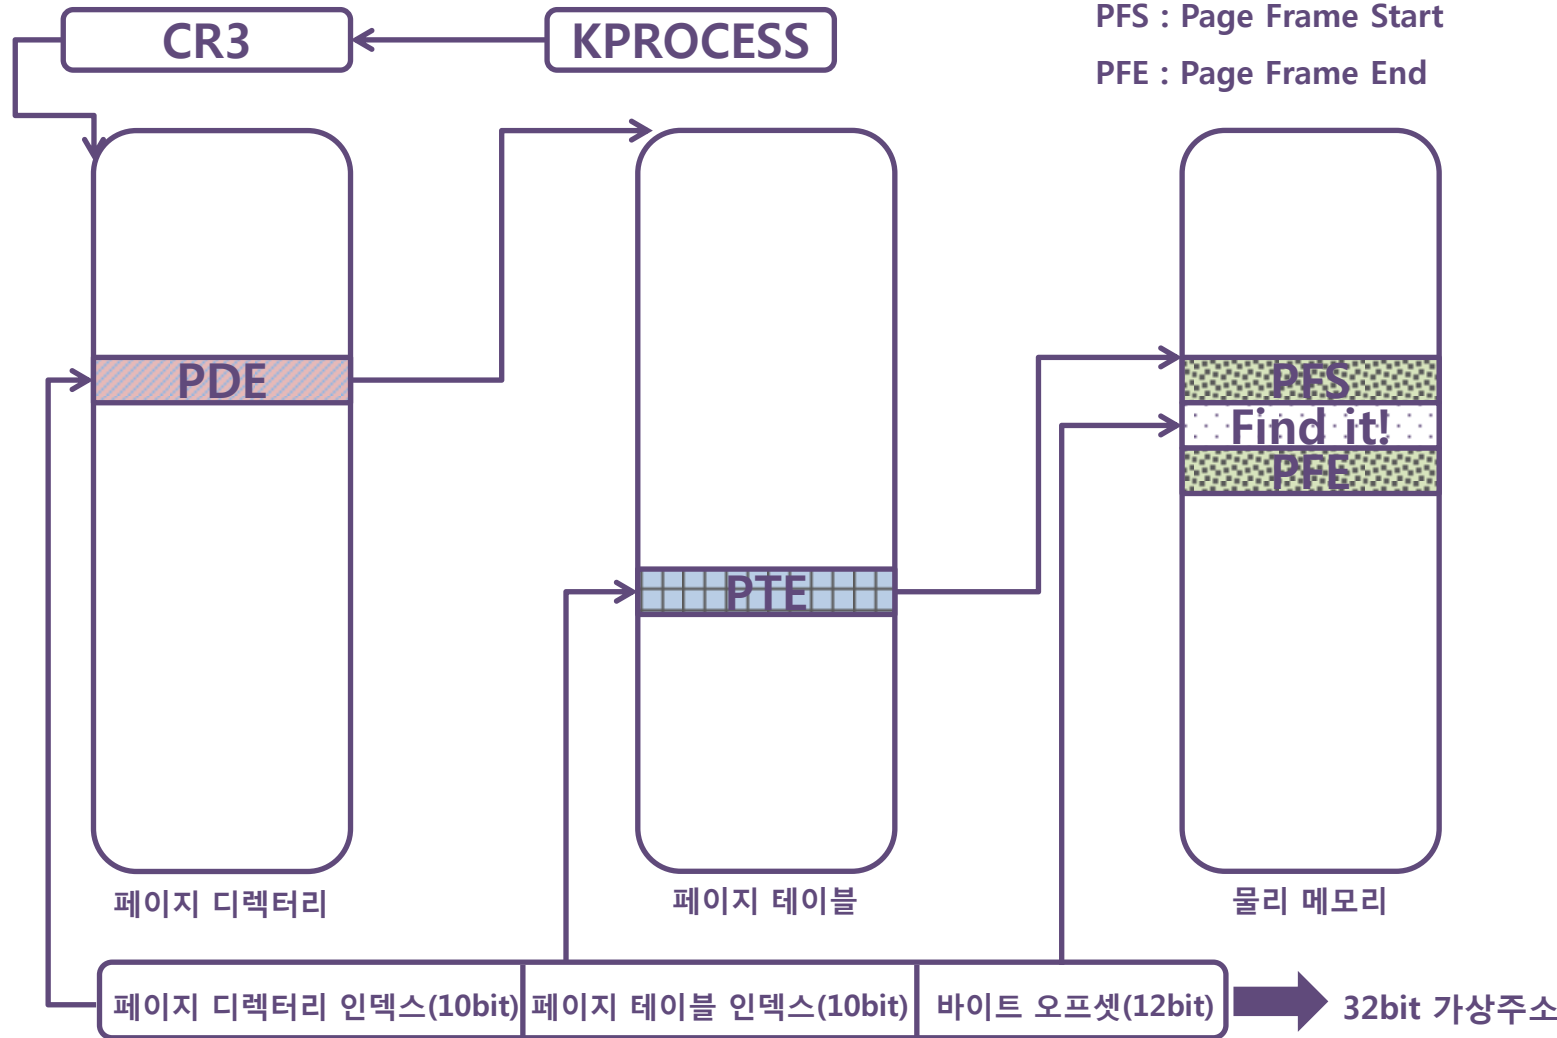 CR3
KPROCESS
PFS : Page Frame Start
PFE : Page Frame End
PDE
PTE
PFS
Find it!
PFE
페이지 디렉터리
페이지 테이블
물리 메모리
페이지 디렉터리 인덱스(10bit)
페이지 테이블 인덱스(10bit)
바이트 오프셋(12bit)
32bit 가상주소